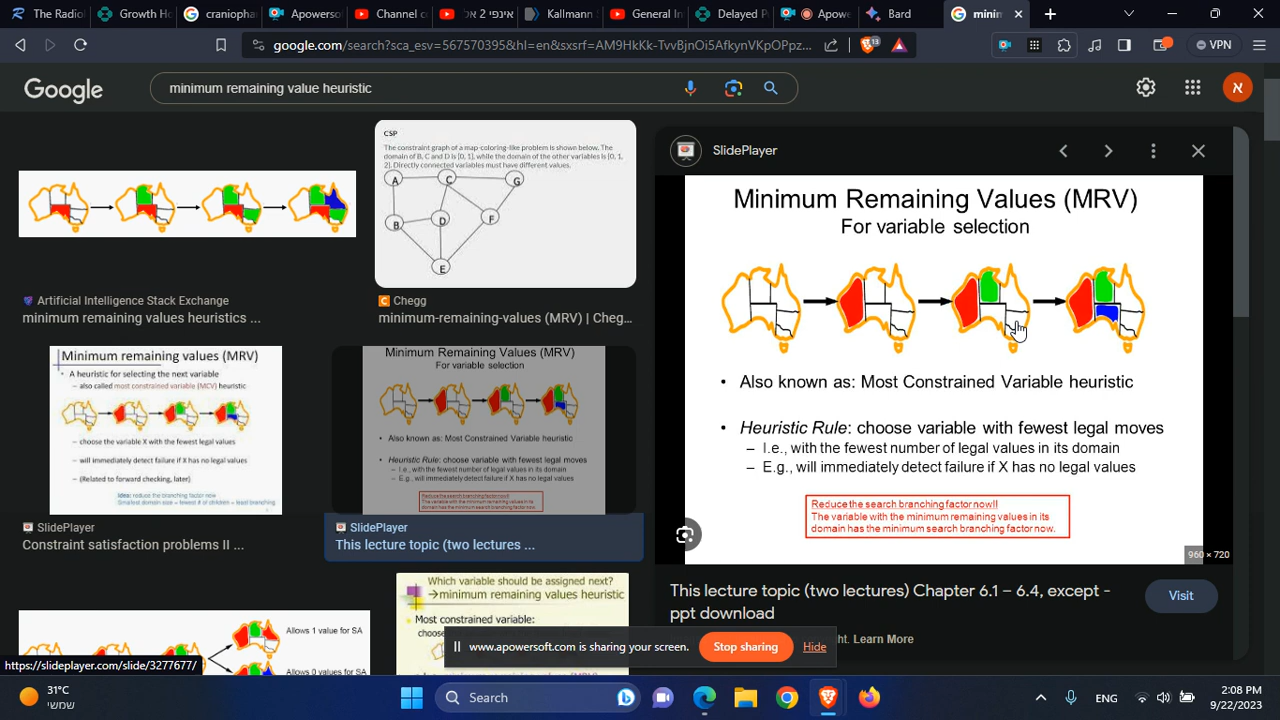 The Radio
Growth Ho
craniophar
Apowersof
Channel c
אינפי 2 אל
Kallmann S
General In
Delayed Pu
Apowe
Bard
minim
google.com/search?sca_esv=567570395&hl=en&sxsrf=AM9HkKk-TvvBjnOi5AfkynVKpOPpz...
13
VPN
Google
minimum remaining value heuristic
א
Artificial Intelligence Stack Exchange
minimum remaining values heuristics ...
CSP
The constraint graph of a map-coloring-like problem is shown below. The
domain of B, C and D is {0, 1}, while the domain of the other variables is {0, 1,
2}. Directly connected variables must have different values.
A
C
G
B
D
F
E
Chegg
minimum-remaining-values (MRV) | Cheg...
Minimum remaining values (MRV)
• A heuristic for selecting the next variable
– also called most constrained variable (MCV) heuristic
– choose the variable X with the fewest legal values
– will immediately detect failure if X has no legal values
– (Related to forward checking, later)
Idea: reduce the branching factor now
Smallest domain size = fewest # of children = least branching
SlidePlayer
Constraint satisfaction problems II ...
Minimum Remaining Values (MRV)
For variable selection
• Also known as: Most Constrained Variable heuristic
• Heuristic Rule: choose variable with fewest legal moves
– I.e., with the fewest number of legal values in its domain
– E.g., will immediately detect failure if X has no legal values
Reduce the search branching factor now!!
The variable with the minimum remaining values in its
domain has the minimum search branching factor now.
SlidePlayer
This lecture topic (two lectures ...
Allows 1 value for SA
Allows 0 values for SA
Which variable should be assigned next?
→minimum remaining values heuristic
• Most constrained variable:
SlidePlayer
Minimum Remaining Values (MRV)
For variable selection
• Also known as: Most Constrained Variable heuristic
• Heuristic Rule: choose variable with fewest legal moves
– I.e., with the fewest number of legal values in its domain
– E.g., will immediately detect failure if X has no legal values
Reduce the search branching factor now!!
The variable with the minimum remaining values in its
domain has the minimum search branching factor now.
960 × 720
This lecture topic (two lectures) Chapter 6.1 – 6.4, except -
ppt download
Visit
Learn More
www.apowersoft.com is sharing your screen.
Stop sharing
Hide
https://slideplayer.com/slide/3277677/
31°C
שמשי
Search
ENG
2:08 PM
9/22/2023